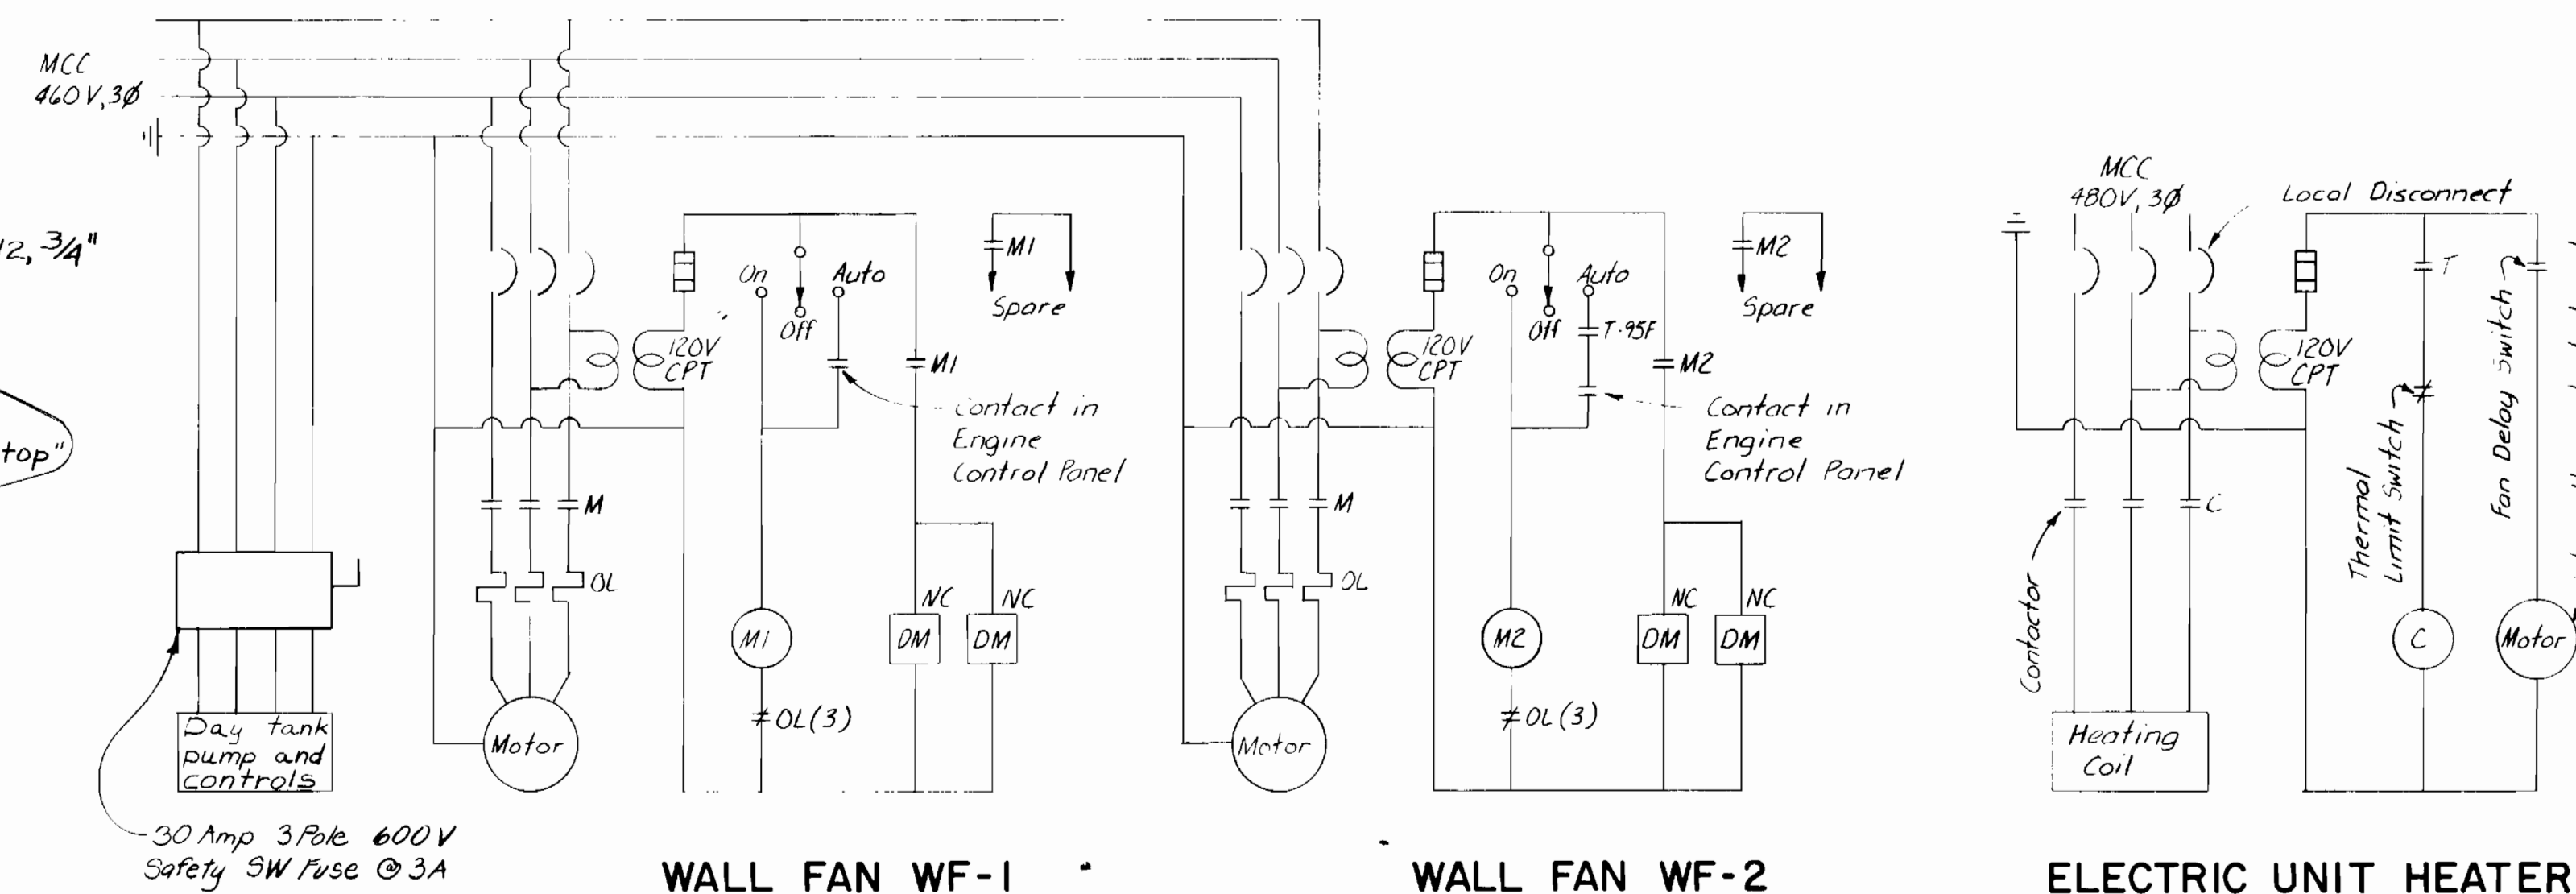 MCC
460V, 3Ø
12, 3/4"
top"
Day tank
pump and
controls
30 Amp 3 Pole 600V
Safety SW Fuse @ 3A
M
OL
Motor
120V
CPT
On
Off
Auto
M1
Spare
M1
Contact in
Engine
Control Panel
M1
OL(3)
NC
NC
DM
DM
WALL FAN WF-1
M
OL
Motor
120V
CPT
On
Off
Auto
T-95F
M2
Spare
M2
Contact in
Engine
Control Panel
M2
OL(3)
NC
NC
DM
DM
WALL FAN WF-2
MCC
480V, 3Ø
Local Disconnect
120V
CPT
T
Thermal
Limit Switch
Fan Delay Switch
C
Contactor
C
Motor
Heating
Coil
ELECTRIC UNIT HEATER